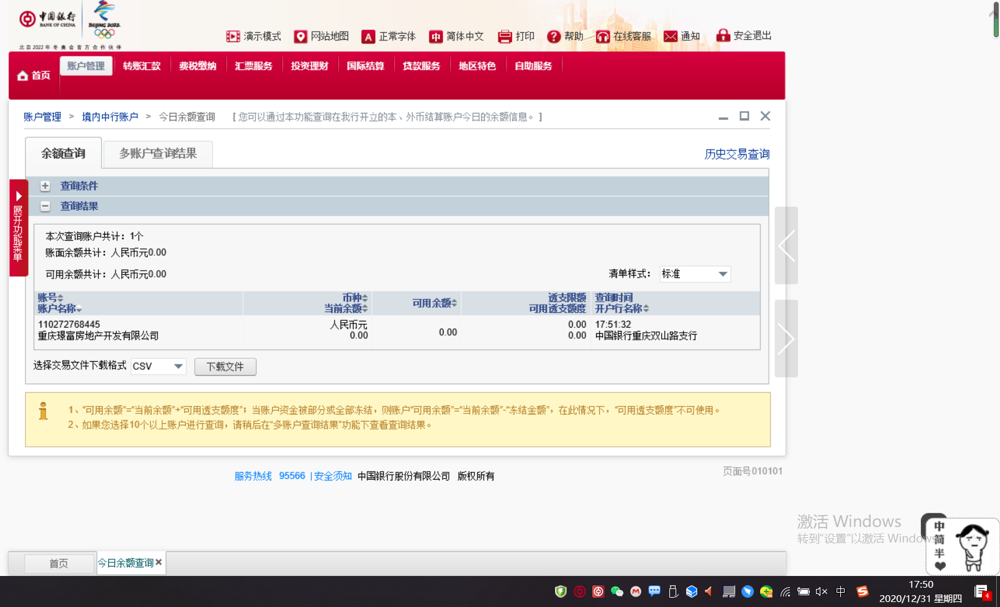 中国银行
BANK OF CHINA
BEIJING 2022
北京2022年冬奥会官方合作伙伴
演示模式
网站地图
A 正常字体
中 简体中文
打印
? 帮助
在线客服
通知
安全退出
首页
账户管理
转账汇款
费税缴纳
汇票服务
投资理财
国际结算
贷款服务
地区特色
自助服务
账户管理 > 境内中行账户 > 今日余额查询 [ 您可以通过本功能查询在我行开立的本、外币结算账户今日的余额信息。 ]
余额查询
多账户查询结果
历史交易查询
查询条件
查询结果
展开功能菜单
本次查询账户共计：1个
账面余额共计：人民币元0.00
可用余额共计：人民币元0.00
清单样式： 标准
账号
账户名称
币种
当前余额
可用余额
透支限额
可用透支额度
查询时间
开户行名称
110272768445
重庆璟富房地产开发有限公司
人民币元
0.00
0.00
0.00
0.00
17:51:32
中国银行重庆双山路支行
选择交易文件下载格式 CSV 下载文件
1、“可用余额”=“当前余额”+“可用透支额度”；当账户资金被部分或全部冻结，则账户“可用余额”=“当前余额”-“冻结金额”，在此情况下，“可用透支额度”不可使用。
2、如果您选择10个以上账户进行查询，请稍后在“多账户查询结果”功能下查看查询结果。
页面号010101
服务热线 95566 | 安全须知 中国银行股份有限公司 版权所有
激活 Windows
转到“设置”以激活 Windows
中
简
半
首页
今日余额查询
中
17:50
2020/12/31 星期四
4